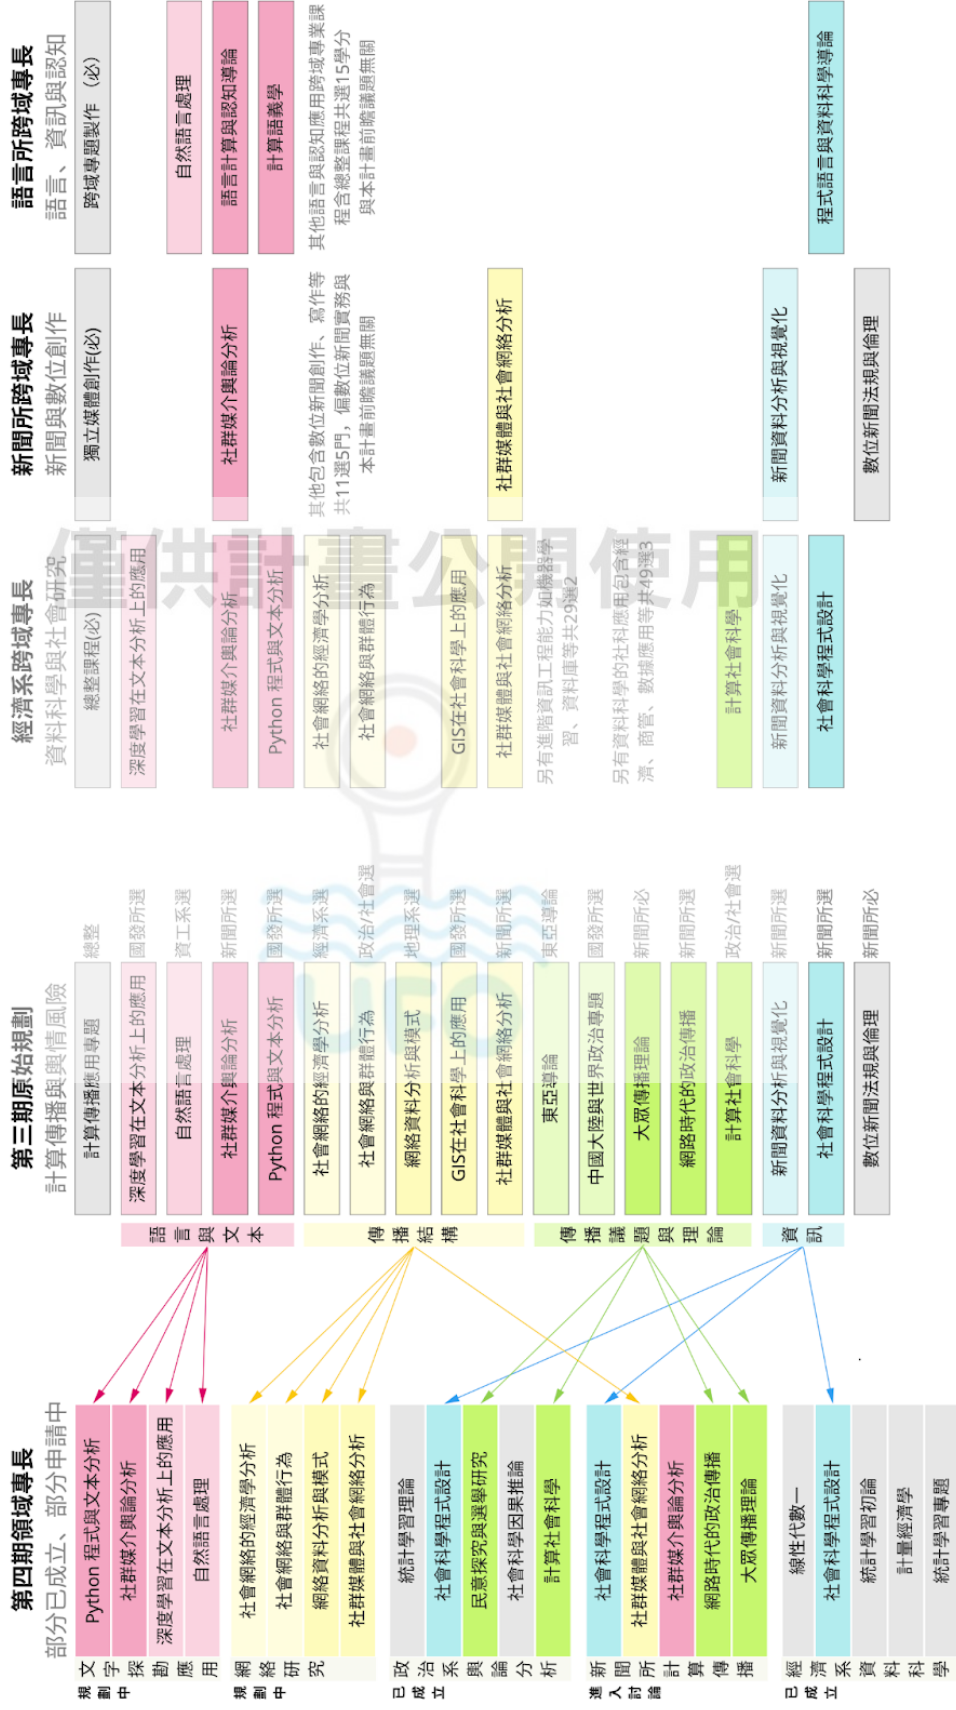 第四期領域專長
部分已成立、部分申請中
規劃中
文字探勘應用
Python 程式與文本分析
社群媒介輿論分析
深度學習在文本分析上的應用
自然語言處理
規劃中
網絡研究
社會網絡的經濟學分析
社會網絡與群體行為
網絡資料分析與模式
社群媒體與社會網絡分析
已成立
政治系輿論分析
統計學習理論
社會科學程式設計
民意探究與選舉研究
社會科學因果推論
計算社會科學
進入討論
新聞所計算傳播
社會科學程式設計
社群媒體與社會網絡分析
社群媒介輿論分析
網路時代的政治傳播
大眾傳播理論
已成立
經濟系資料科學
線性代數一
社會科學程式設計
統計學習初論
計量經濟學
統計學習專題
第三期原始規劃
計算傳播與輿情風險
計算傳播應用專題
總整
語言與文本
深度學習在文本分析上的應用
國發所選
自然語言處理
資工系選
社群媒介輿論分析
新聞所選
Python 程式與文本分析
國發所選
傳播結構
社會網絡的經濟學分析
經濟系選
社會網絡與群體行為
政治/社會選
網絡資料分析與模式
地理系選
GIS在社會科學上的應用
國發所選
社群媒體與社會網絡分析
新聞所選
傳播議題與理論
東亞導論
東亞導論
中國大陸與世界政治專題
國發所選
大眾傳播理論
新聞所必
網路時代的政治傳播
新聞所選
計算社會科學
政治/社會選
資訊
新聞資料分析與視覺化
新聞所選
社會科學程式設計
新聞所選
數位新聞法規與倫理
新聞所必
經濟系跨域專長
資料科學與社會研究
總整課程(必)
深度學習在文本分析上的應用
社群媒介輿論分析
Python 程式與文本分析
社會網絡的經濟學分析
社會網絡與群體行為
GIS在社會科學上的應用
社群媒體與社會網絡分析
另有進階資訊工程能力如機器學
習、資料庫等共29選2
另有資料科學的社科應用包含經
濟、商管、數據應用等共49選3
計算社會科學
新聞資料分析與視覺化
社會科學程式設計
新聞所跨域專長
新聞與數位創作
獨立媒體創作(必)
社群媒介輿論分析
其他包含數位新聞創作、寫作等
共11選5門，偏數位新聞實務與
本計畫前瞻議題無關
社群媒體與社會網絡分析
新聞資料分析與視覺化
數位新聞法規與倫理
語言所跨域專長
語言、資訊與認知
跨域專題製作 （必）
自然語言處理
語言計算與認知導論
計算語義學
其他語言與認知應用跨域專業課
程含總整課程共選15學分
與本計畫前瞻議題無關
程式語言與資料科學導論
僅供計畫公開使用
UFO